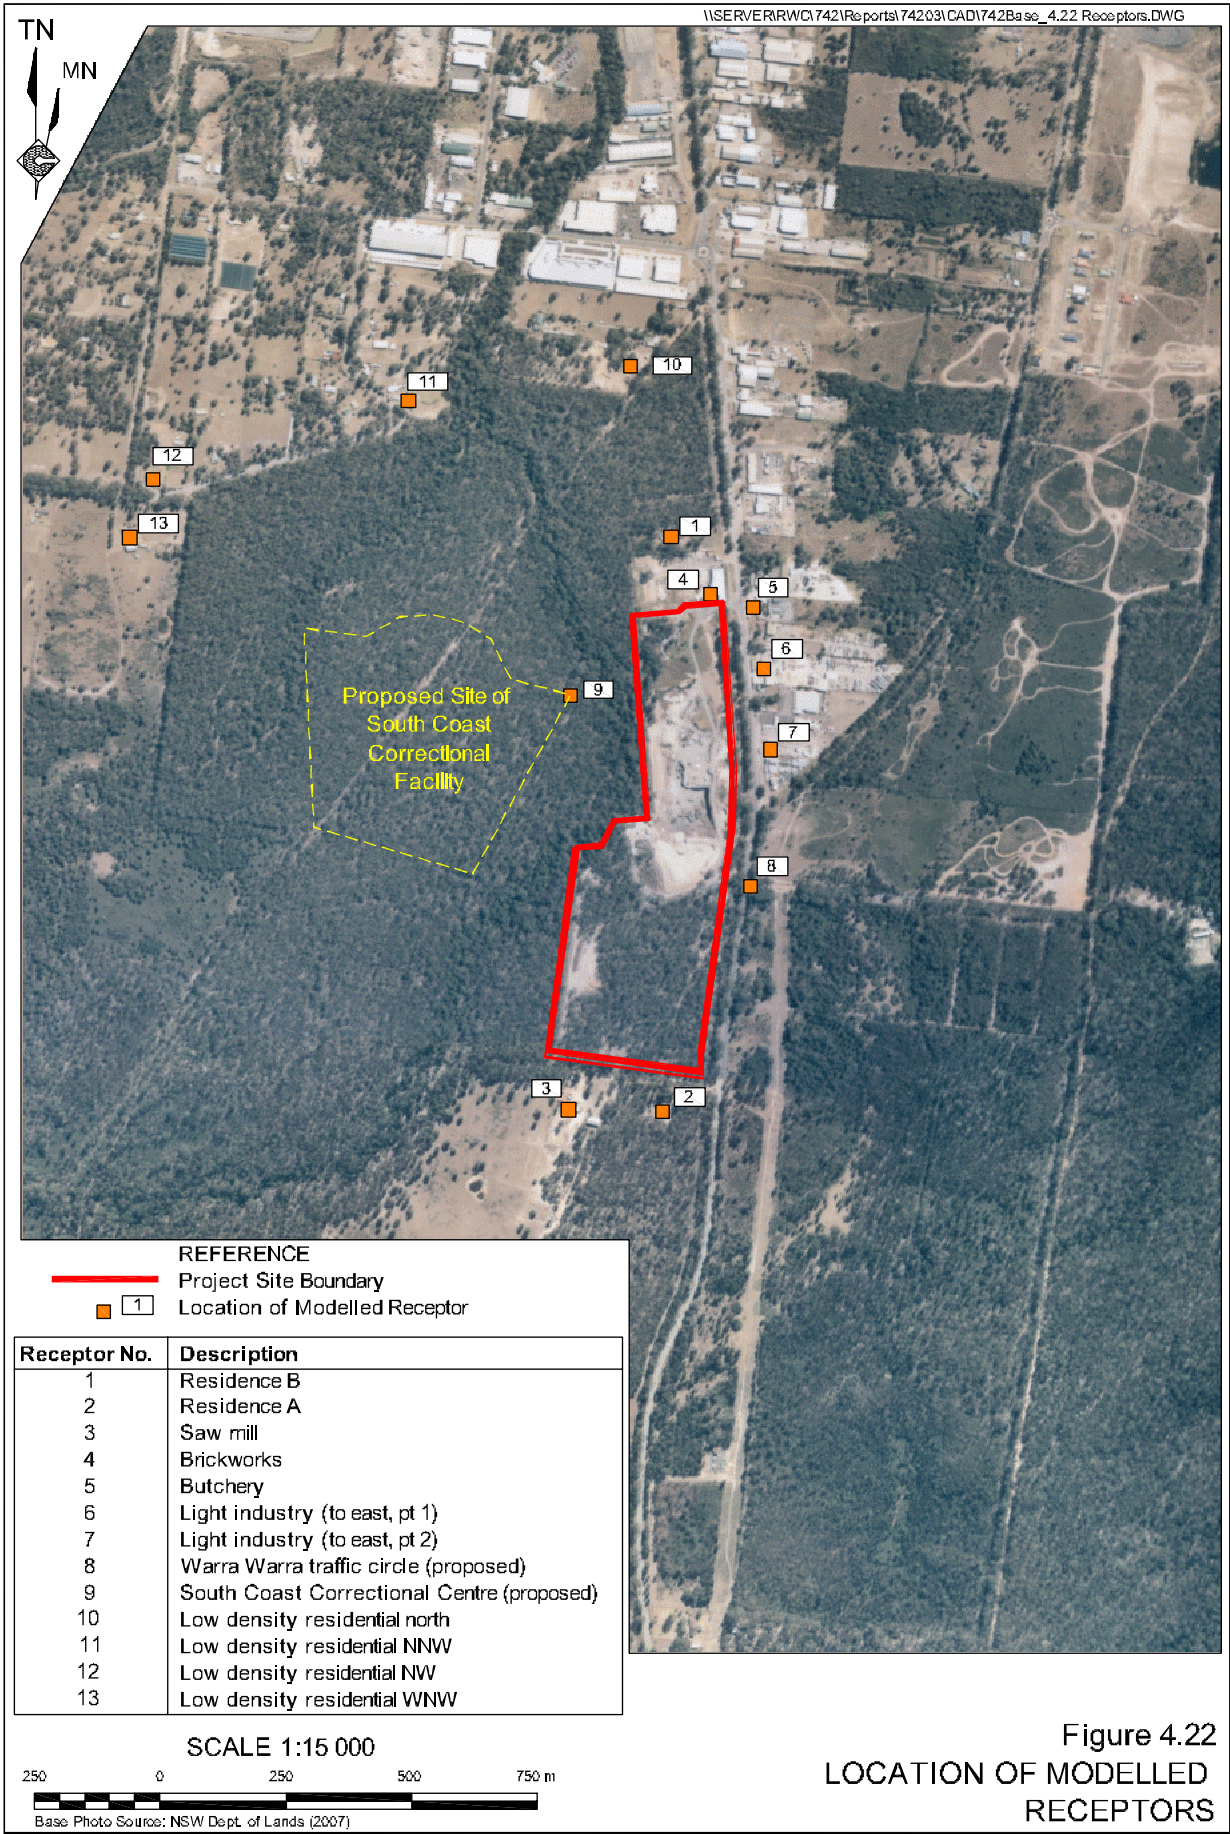 \\SERVER\RWC\742\Reports\74203\CAD\742Base_4.22 Receptors.DWG
TN
MN
10
11
12
13
1
4
5
6
9
7
8
3
2
Proposed Site of
South Coast
Correctional
Facility
REFERENCE
Project Site Boundary
1 Location of Modelled Receptor
Receptor No. Description
1 Residence B
2 Residence A
3 Saw mill
4 Brickworks
5 Butchery
6 Light industry (to east, pt 1)
7 Light industry (to east, pt 2)
8 Warra Warra traffic circle (proposed)
9 South Coast Correctional Centre (proposed)
10 Low density residential north
11 Low density residential NNW
12 Low density residential NW
13 Low density residential WNW
SCALE 1:15 000
250 0 250 500 750 m
Base Photo Source: NSW Dept. of Lands (2007)
Figure 4.22
LOCATION OF MODELLED
RECEPTORS